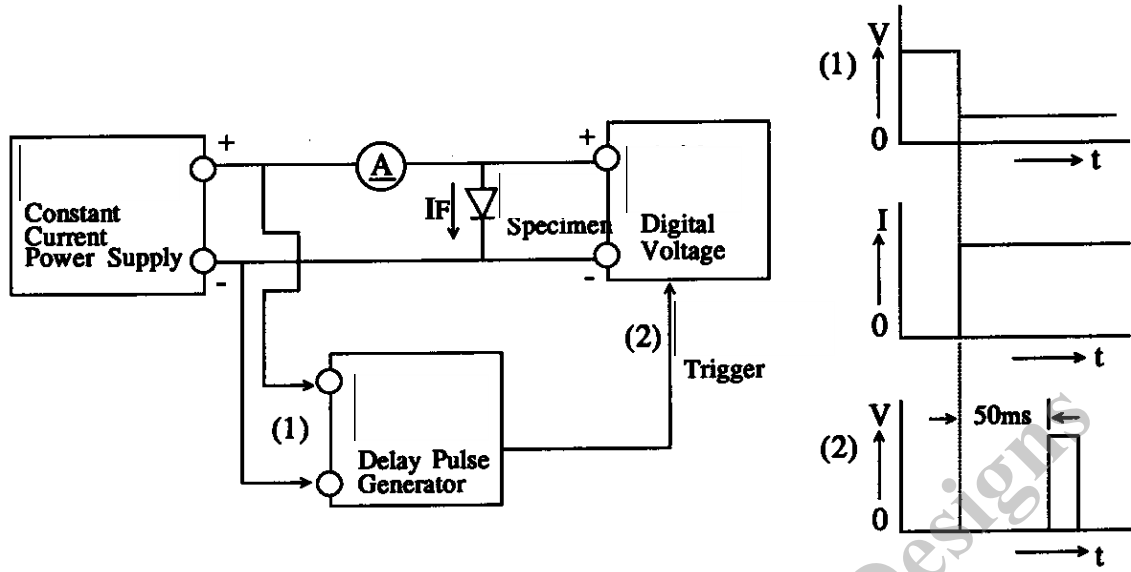 +
Constant
Current
Power Supply
-
A
IF
Specimen
+
Digital
Voltage
-
(1)
Delay Pulse
Generator
(2)
Trigger
(1)
V
0
t
I
0
t
(2)
V
50ms
0
t
Designs